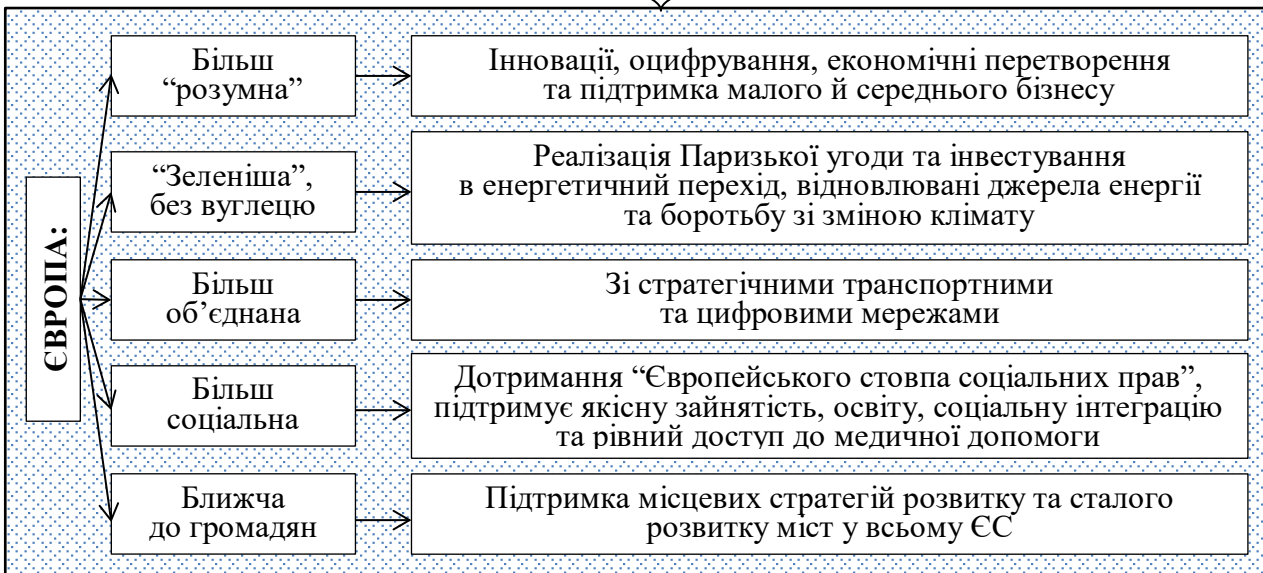 ЄВРОПА:
Більш
“розумна”
Інновації, оцифрування, економічні перетворення
та підтримка малого й середнього бізнесу
“Зеленіша”,
без вуглецю
Реалізація Паризької угоди та інвестування
в енергетичний перехід, відновлювані джерела енергії
та боротьбу зі зміною клімату
Більш
об’єднана
Зі стратегічними транспортними
та цифровими мережами
Більш
соціальна
Дотримання “Європейського стовпа соціальних прав”,
підтримує якісну зайнятість, освіту, соціальну інтеграцію
та рівний доступ до медичної допомоги
Ближча
до громадян
Підтримка місцевих стратегій розвитку та сталого
розвитку міст у всьому ЄС